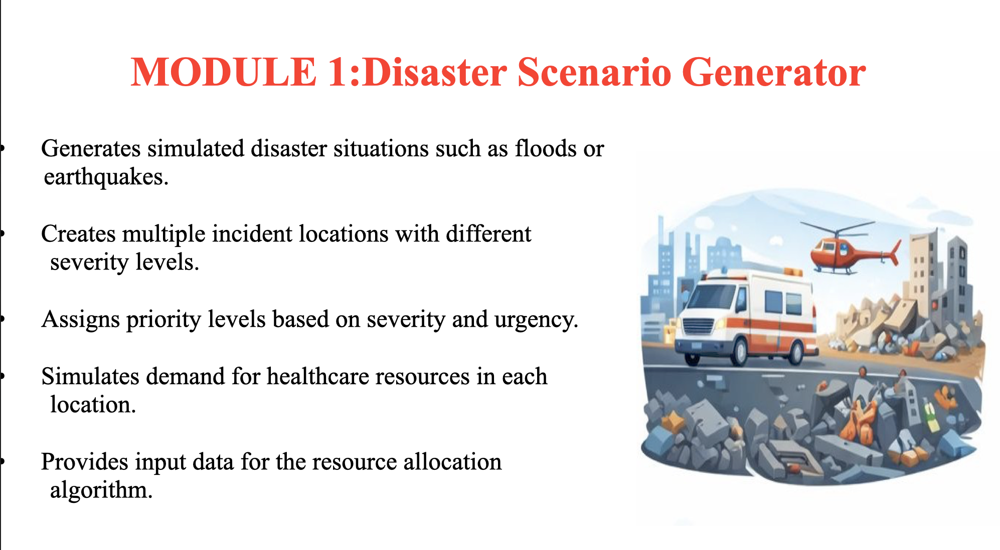 MODULE 1:Disaster Scenario Generator
• Generates simulated disaster situations such as floods or
earthquakes.
• Creates multiple incident locations with different
severity levels.
• Assigns priority levels based on severity and urgency.
• Simulates demand for healthcare resources in each
location.
• Provides input data for the resource allocation
algorithm.